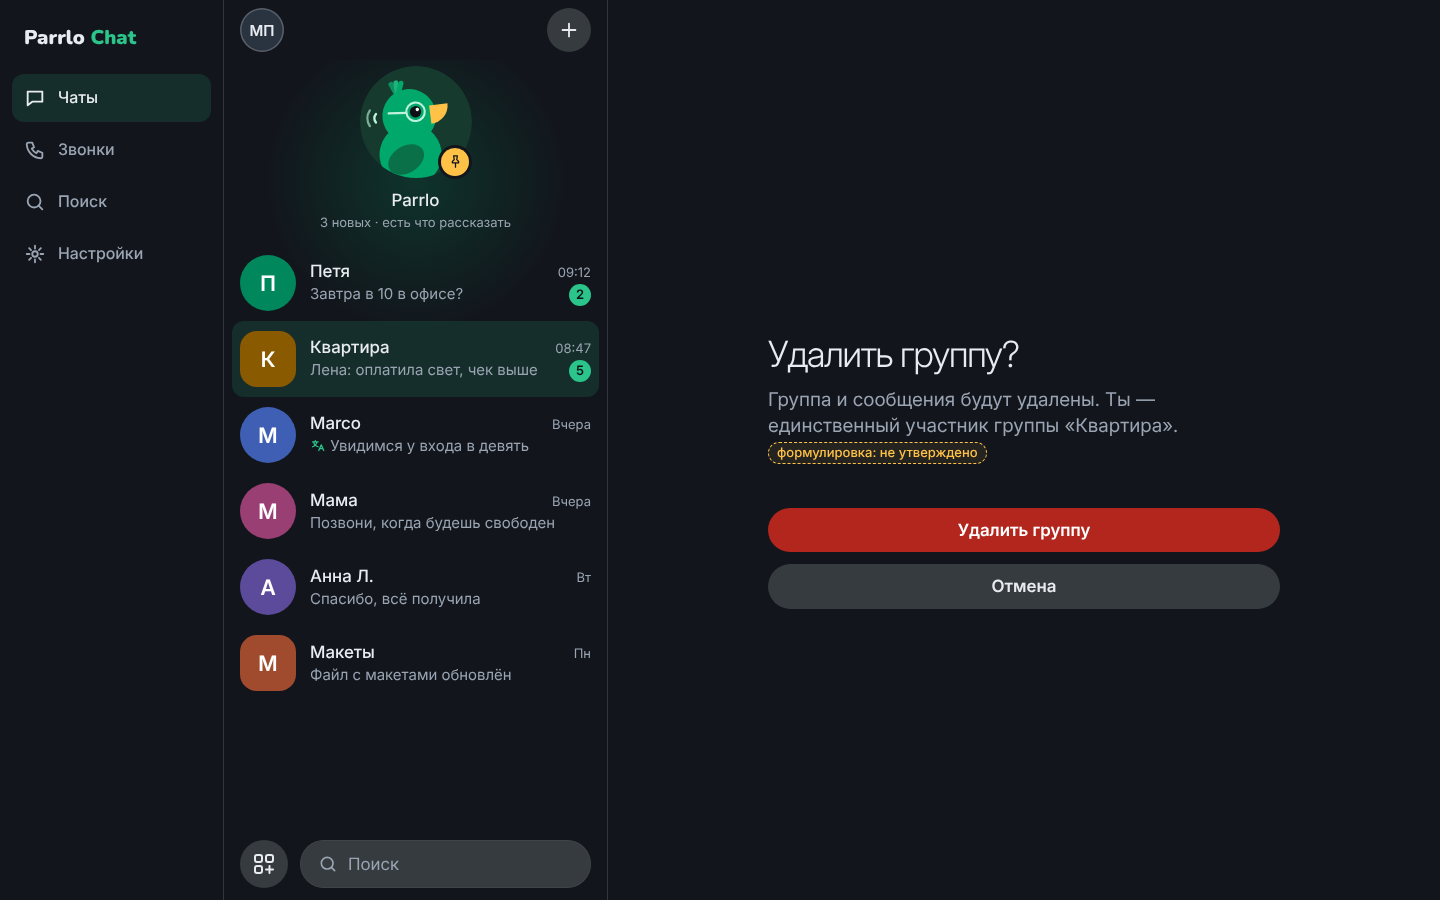 Parrlo Chat
Чаты
Звонки
Поиск
Настройки
МП
Parrlo
3 новых · есть что рассказать
П
Петя
09:12
Завтра в 10 в офисе?
2
К
Квартира
08:47
Лена: оплатила свет, чек выше
5
M
Marco
Вчера
Увидимся у входа в девять
М
Мама
Вчера
Позвони, когда будешь свободен
А
Анна Л.
Вт
Спасибо, всё получила
М
Макеты
Пн
Файл с макетами обновлён
Поиск
Удалить группу?
Группа и сообщения будут удалены. Ты —
единственный участник группы «Квартира».
формулировка: не утверждено
Удалить группу
Отмена